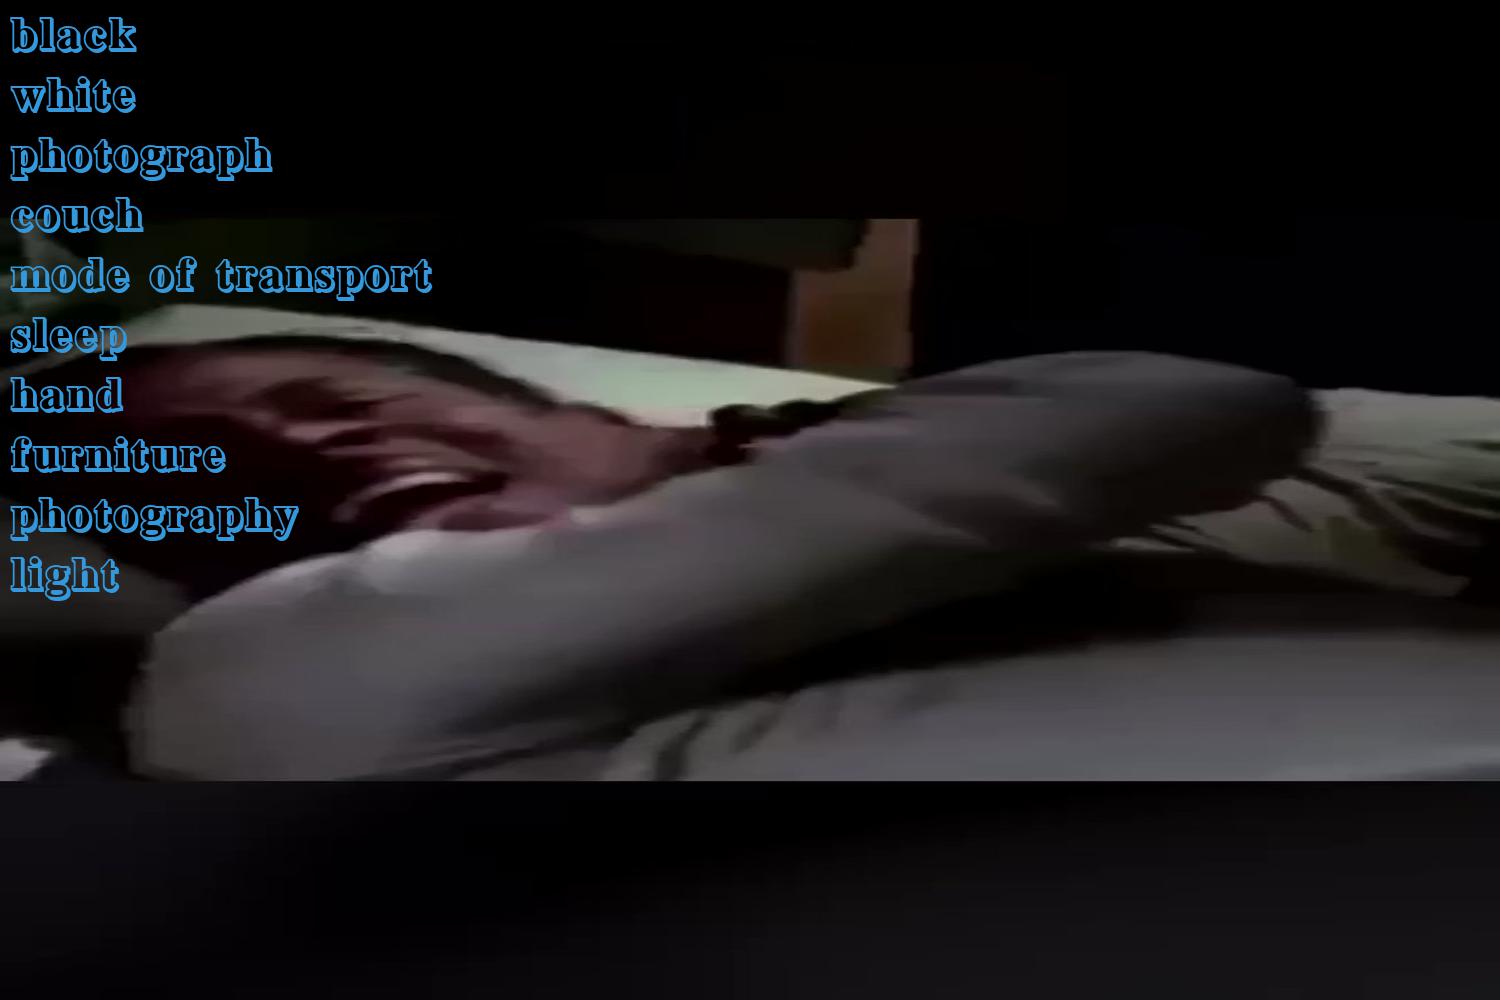 black
white
photograph
couch
mode of transport
sleep
hand
furniture
photography
light